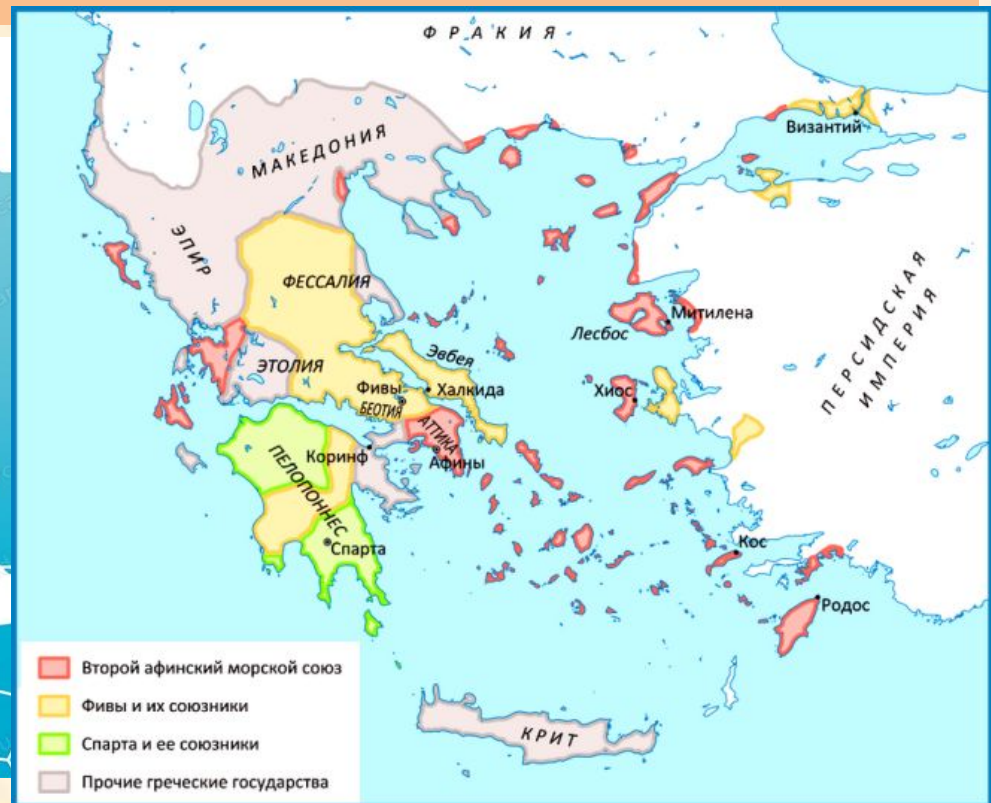 ФРАКИЯ
Византий
МАКЕДОНИЯ
ЭПИР
ФЕССАЛИЯ
ПЕРСИДСКАЯ
ИМПЕРИЯ
Митилена
Лесбос
Эвбея
ЭТОЛИЯ
Фивы
Халкида
Хиос
БЕОТИЯ
АТТИКА
Коринф
Афины
ПЕЛОПОННЕС
Спарта
Кос
Родос
Второй афинский морской союз
Фивы и их союзники
Спарта и ее союзники
Прочие греческие государства
КРИТ